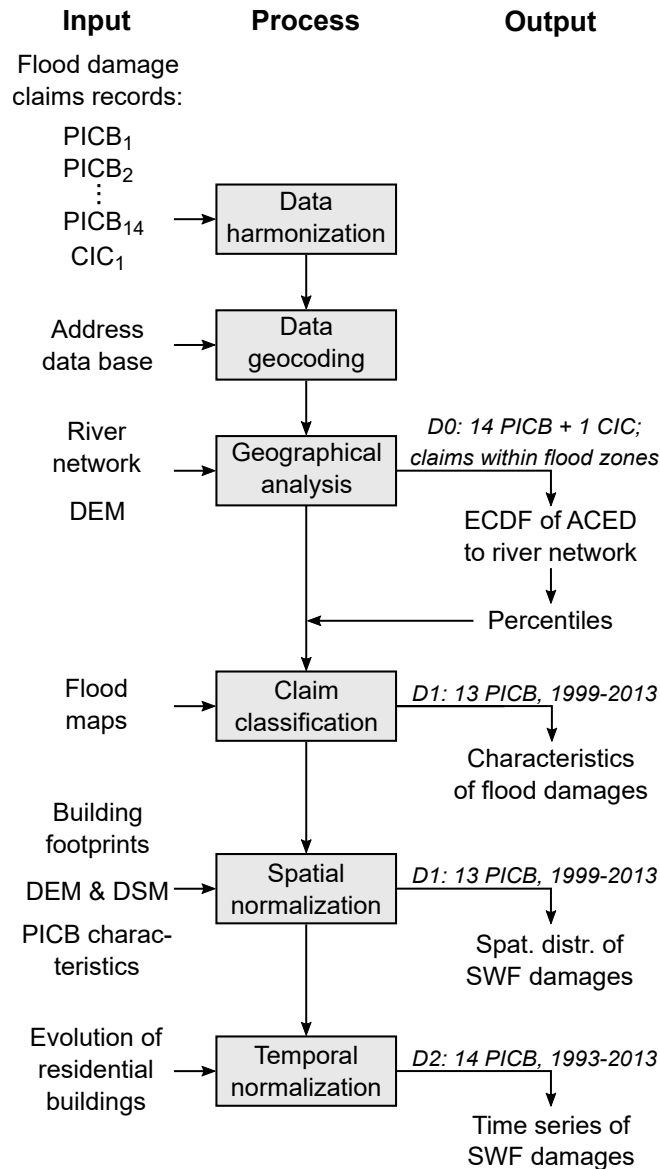 Input
Process
Output
Flood damage
claims records:
PICB1
PICB2
⋮
PICB14
CIC1
Data
harmonization
Address
data base
Data
geocoding
River
network
DEM
Geographical
analysis
D0: 14 PICB + 1 CIC;
claims within flood zones
ECDF of ACED
to river network
Percentiles
Flood
maps
Claim
classification
D1: 13 PICB, 1999-2013
Characteristics
of flood damages
Building
footprints
DEM & DSM
PICB charac-
teristics
Spatial
normalization
D1: 13 PICB, 1999-2013
Spat. distr. of
SWF damages
Evolution of
residential
buildings
Temporal
normalization
D2: 14 PICB, 1993-2013
Time series of
SWF damages